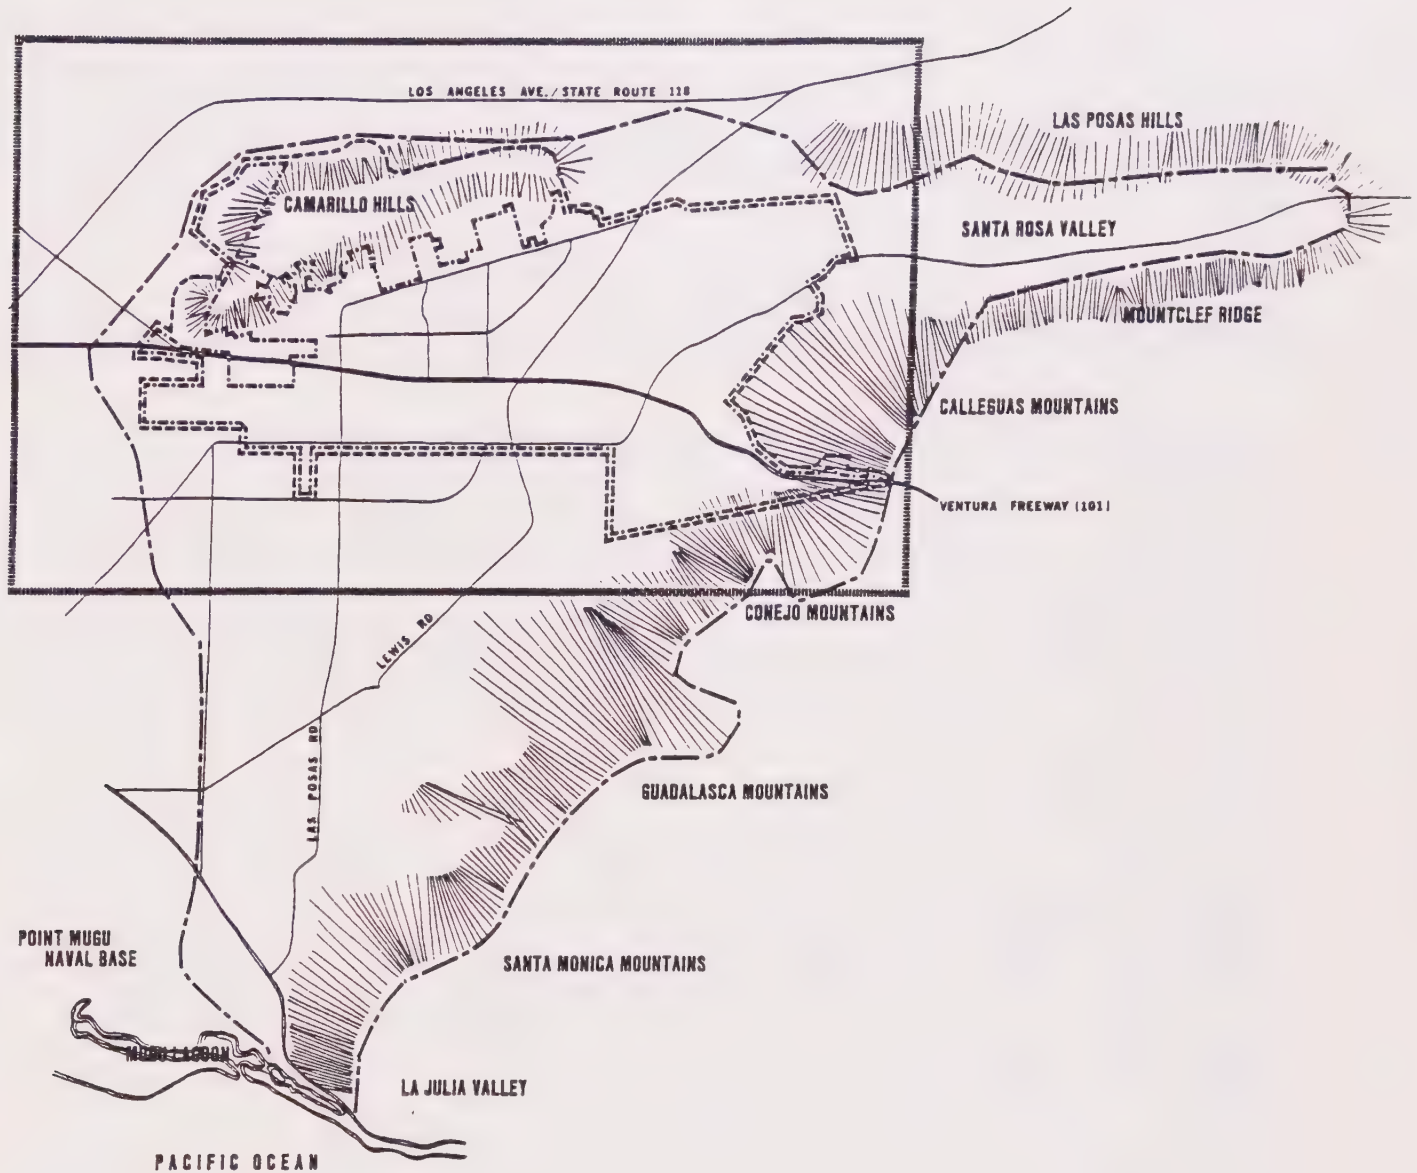 LOS ANGELES AVE./STATE ROUTE 118
LAS POSAS HILLS
CAMARILLO HILLS
SANTA ROSA VALLEY
MOUNTCLEF RIDGE
CALLEGUAS MOUNTAINS
VENTURA FREEWAY (101)
CONEJO MOUNTAINS
LEWIS RD
LAS POSAS RD
GUADALASCA MOUNTAINS
POINT MUGU
NAVAL BASE
SANTA MONICA MOUNTAINS
MUGU LAGOON
LA JULIA VALLEY
PACIFIC OCEAN